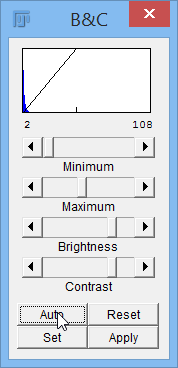 B&C
2 108
Minimum
Maximum
Brightness
Contrast
Auto Reset
Set Apply